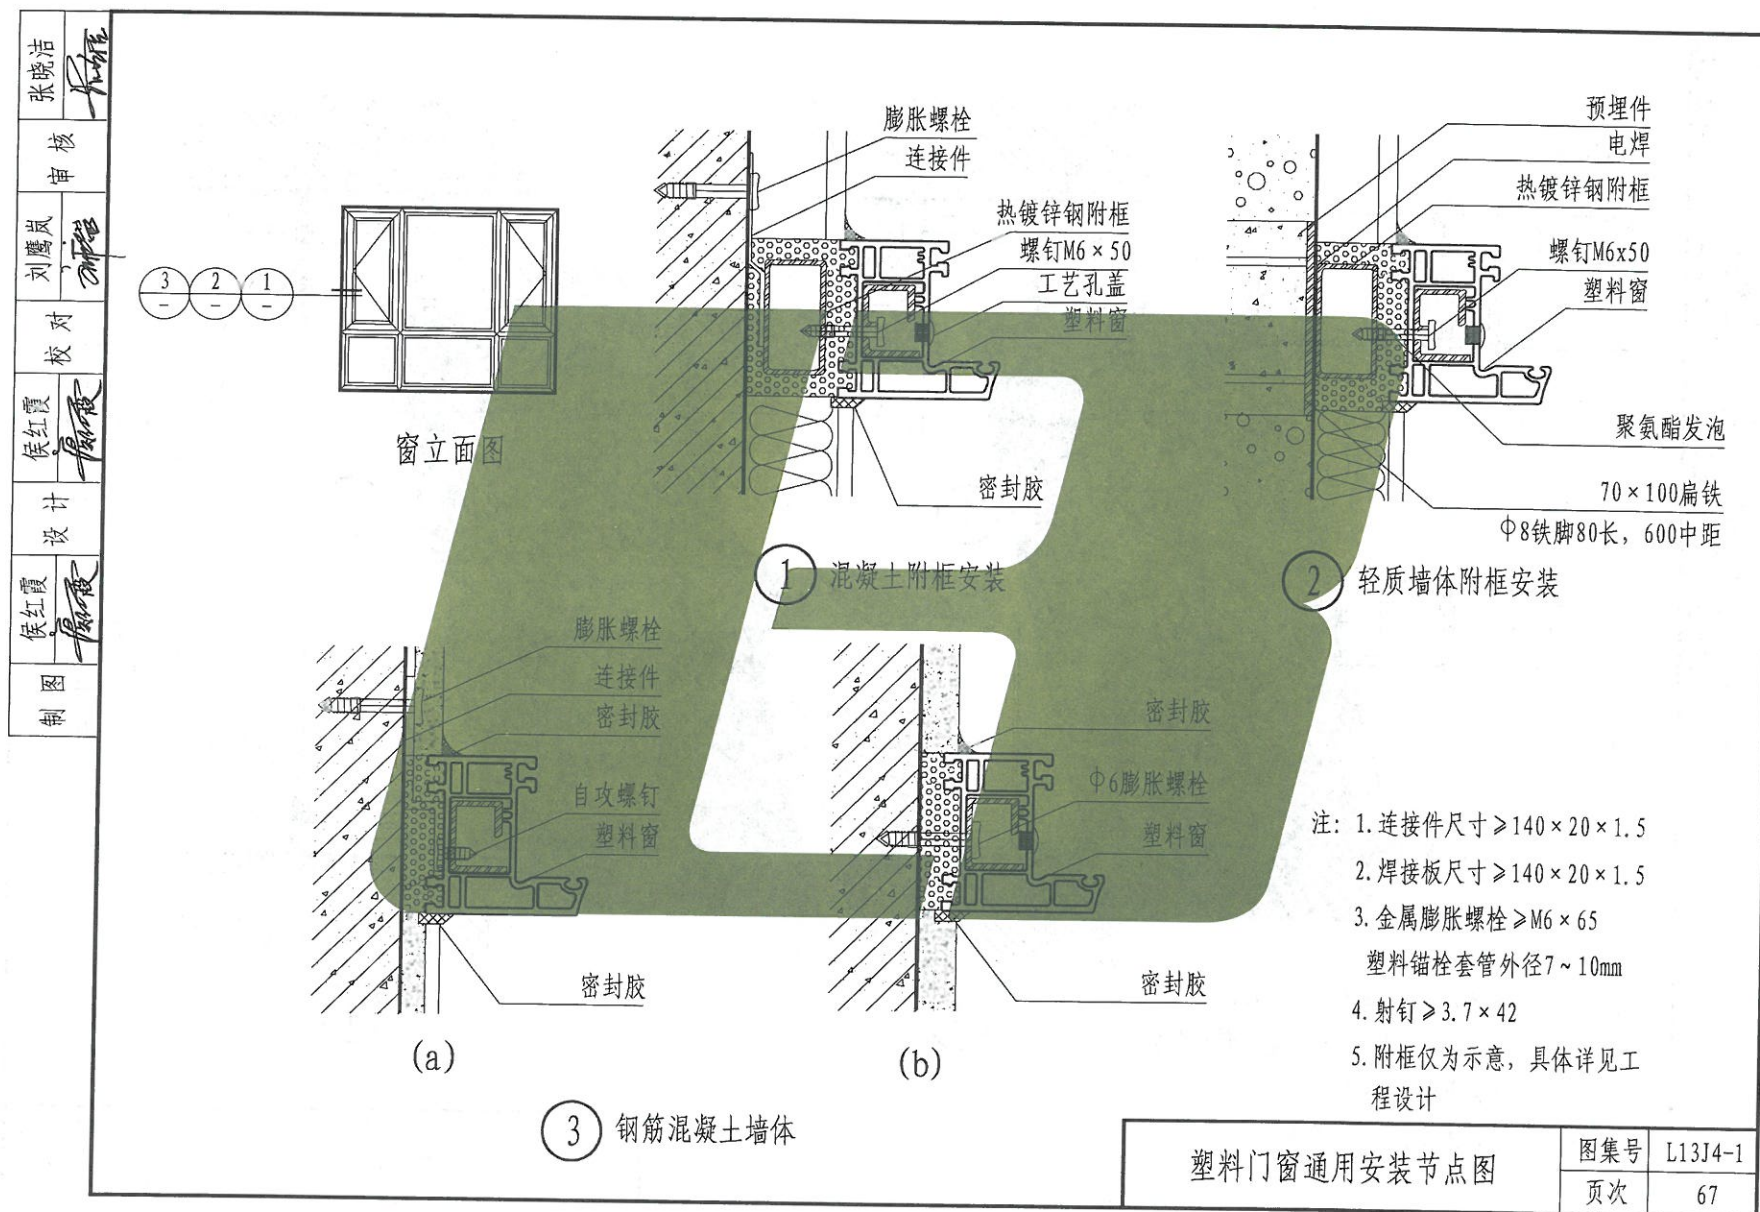 张晓洁
审核
刘鹰岚
校对
侯红霞
设计
侯红霞
制图
3 2 1
– – –
窗立面图
膨胀螺栓
连接件
热镀锌钢附框
螺钉M6×50
工艺孔盖
塑料窗
密封胶
1 混凝土附框安装
预埋件
电焊
热镀锌钢附框
螺钉M6x50
塑料窗
聚氨酯发泡
70×100扁铁
Φ8铁脚80长，600中距
2 轻质墙体附框安装
膨胀螺栓
连接件
密封胶
自攻螺钉
塑料窗
密封胶
(a)
密封胶
Φ6膨胀螺栓
塑料窗
密封胶
(b)
3 钢筋混凝土墙体
注: 1.连接件尺寸≥140×20×1.5
2.焊接板尺寸≥140×20×1.5
3.金属膨胀螺栓≥M6×65
塑料锚栓套管外径7~10mm
4.射钉≥3.7×42
5.附框仅为示意，具体详见工
程设计
塑料门窗通用安装节点图
图集号 L13J4-1
页次 67